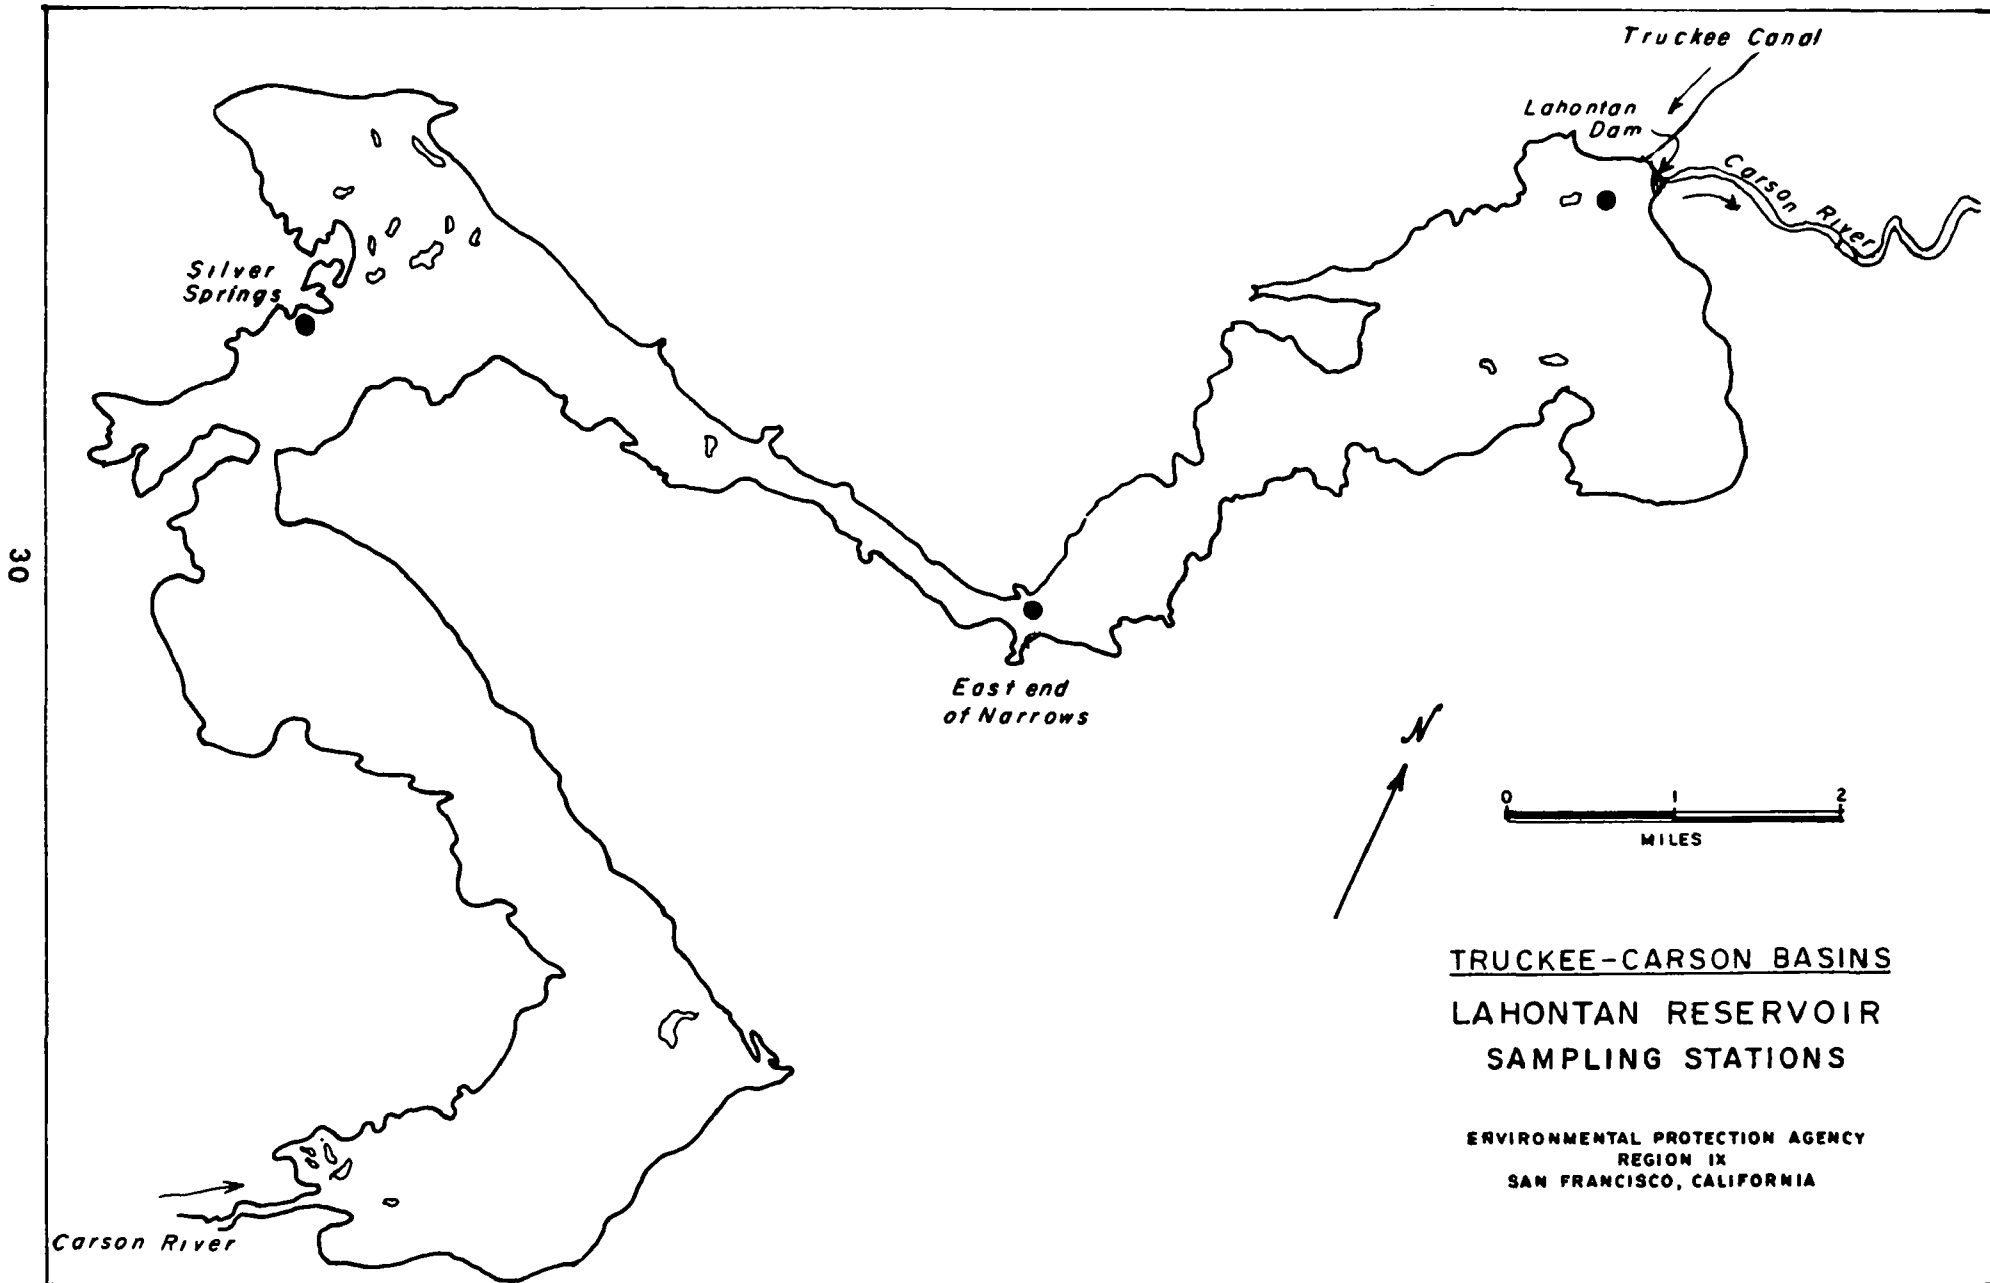 Truckee Canal
Lahontan
Dam
Carson River
Silver
Springs
30
East end
of Narrows
N
0 1 2
MILES
TRUCKEE-CARSON BASINS
LAHONTAN RESERVOIR
SAMPLING STATIONS
ENVIRONMENTAL PROTECTION AGENCY
REGION IX
SAN FRANCISCO, CALIFORNIA
Carson River